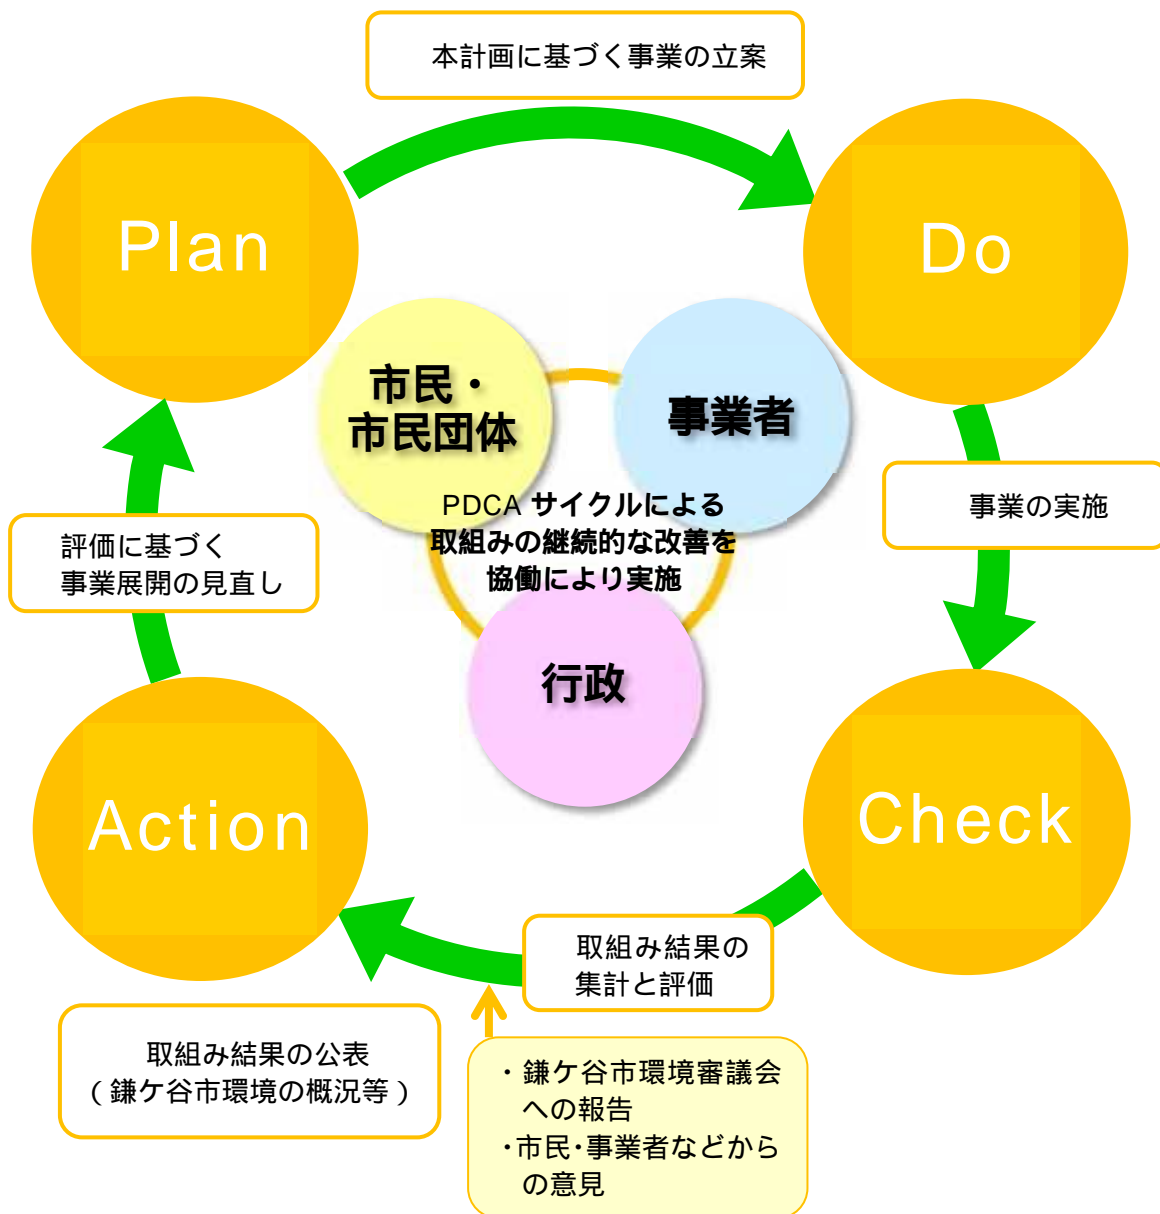 本計画に基づく事業の立案
Plan
Do
市民・
市民団体
事業者
PDCA サイクルによる
取組みの継続的な改善を
協働により実施
行政
事業の実施
評価に基づく
事業展開の見直し
Action
Check
取組み結果の
集計と評価
取組み結果の公表
(鎌ケ谷市環境の概況等)
・鎌ケ谷市環境審議会
への報告
・市民・事業者などから
の意見